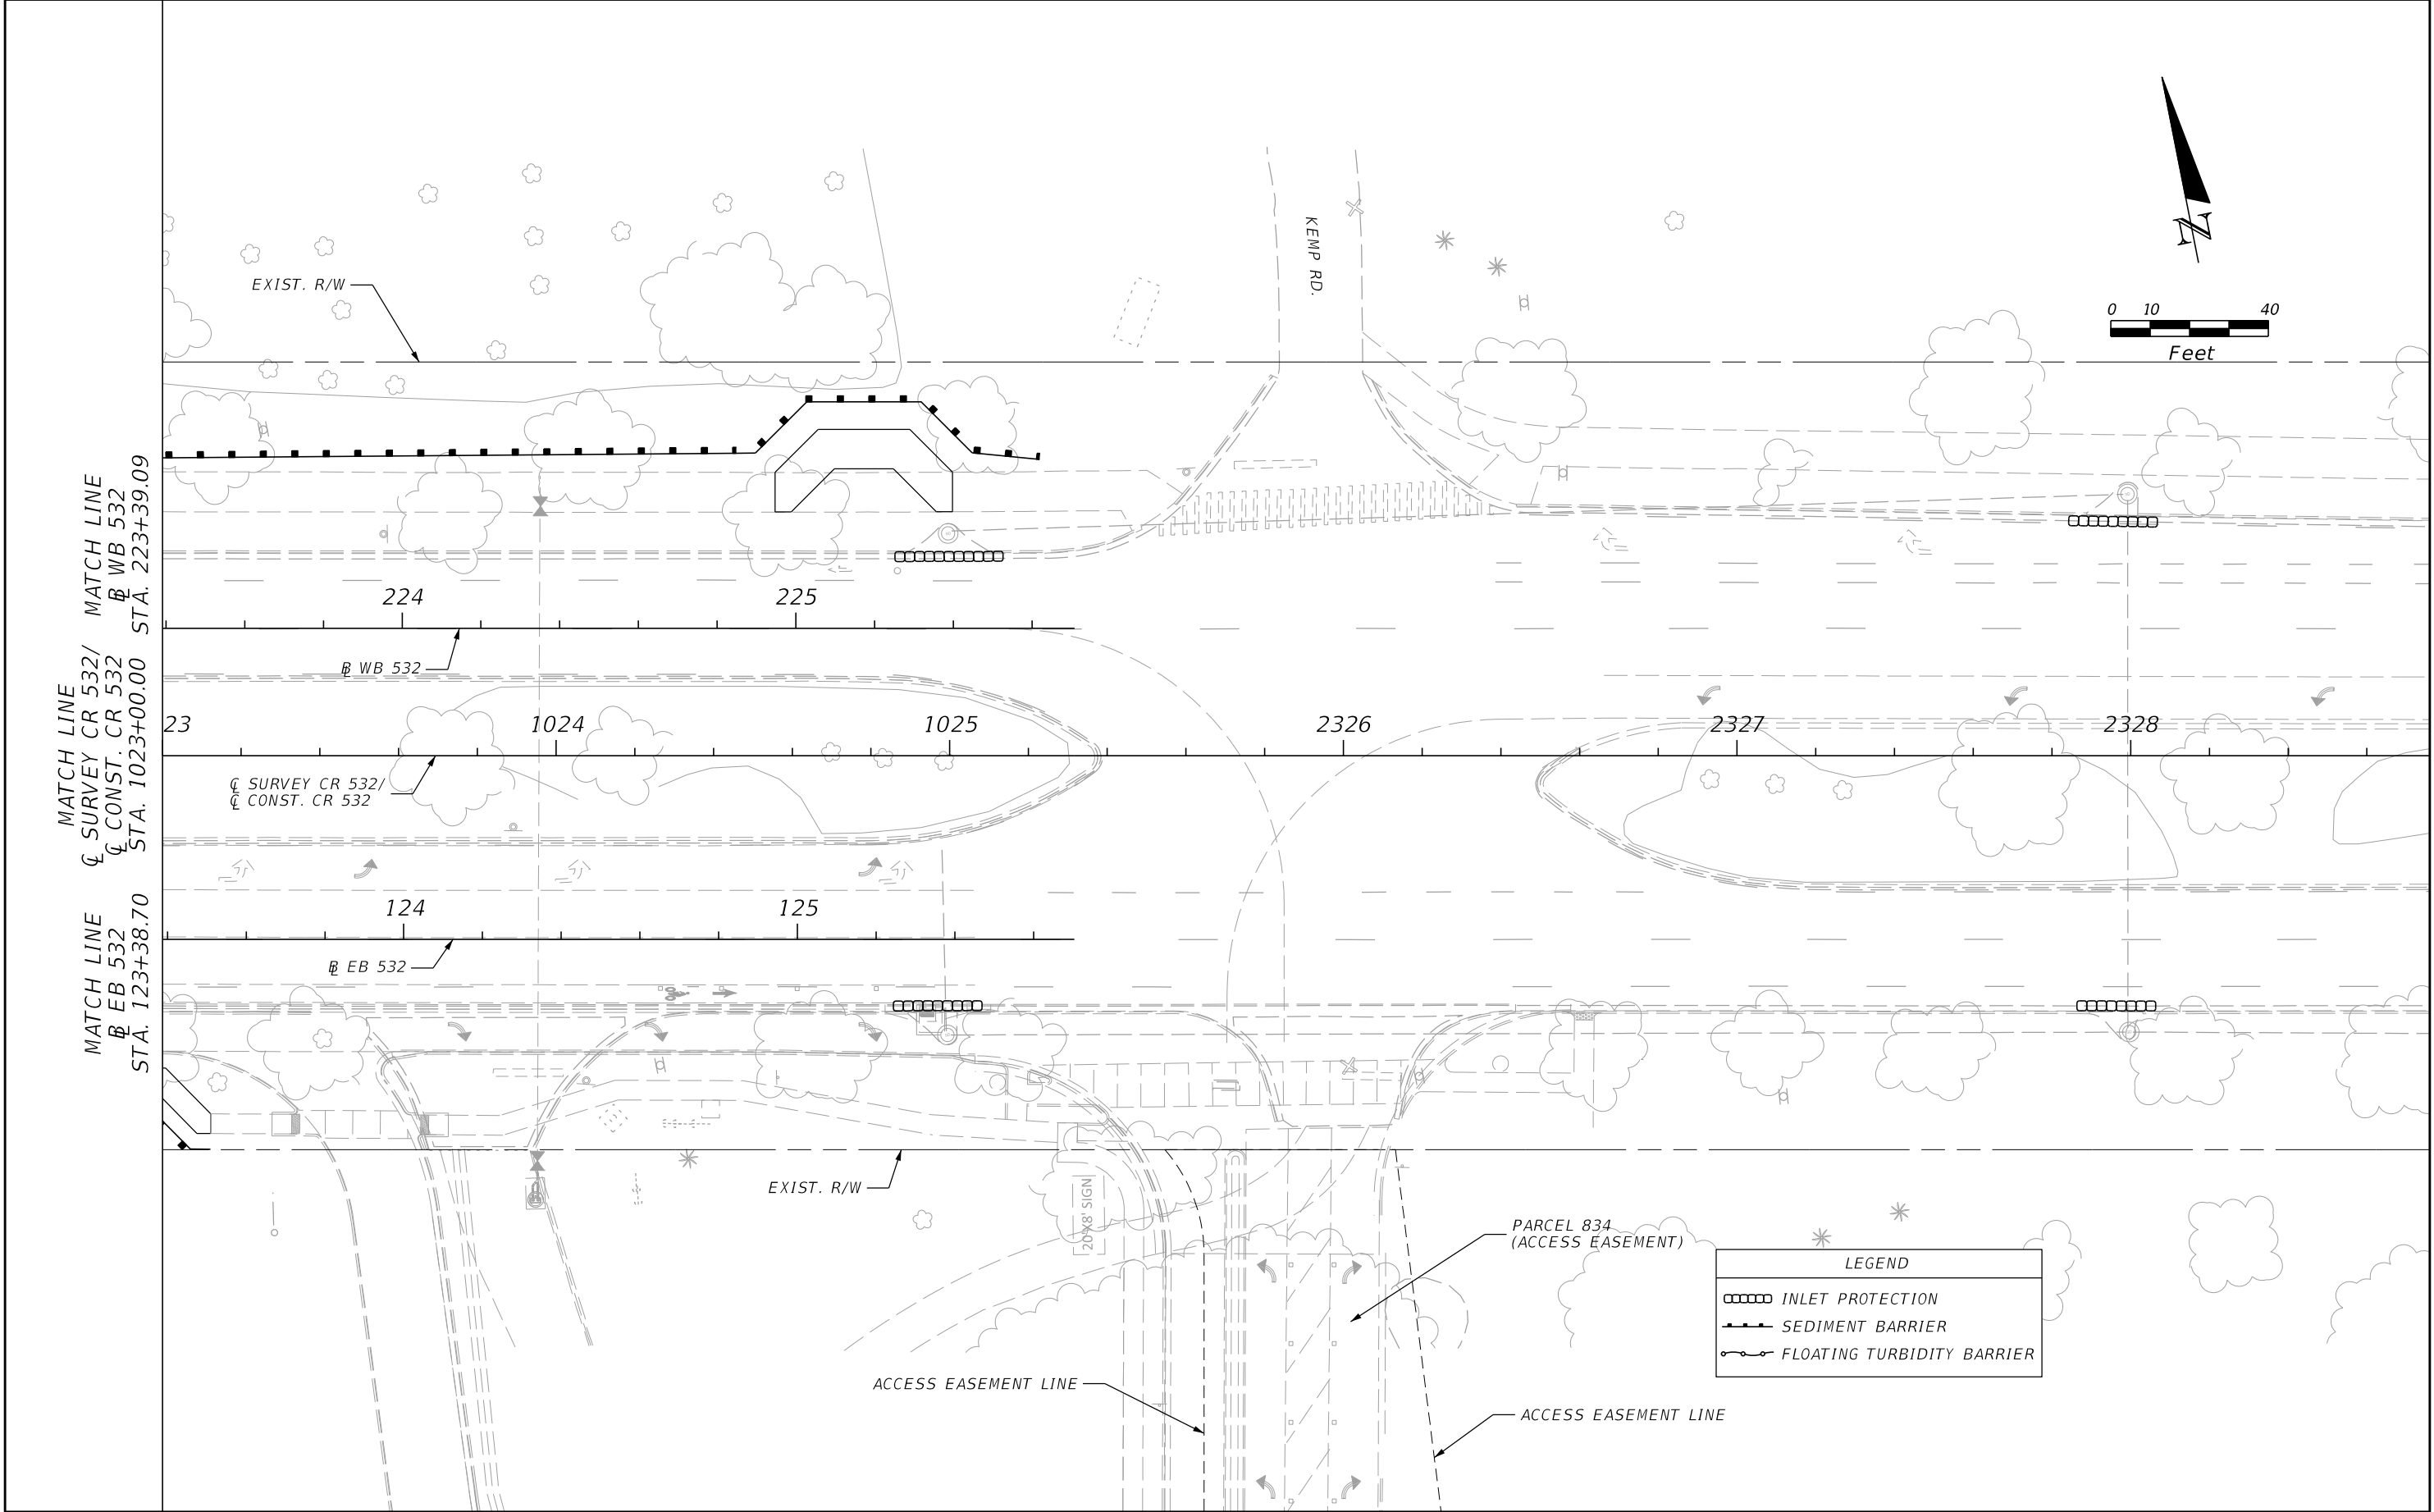 0 10 40
Feet
N
KEMP RD.
EXIST. R/W
MATCH LINE
℄ WB 532
STA. 223+39.09
224
225
℄ WB 532
MATCH LINE
℄ SURVEY CR 532/
℄ CONST. CR 532
STA. 1023+00.00
23
1024
1025
2326
2327
2328
℄ SURVEY CR 532/
℄ CONST. CR 532
MATCH LINE
℄ EB 532
STA. 123+38.70
124
125
℄ EB 532
EXIST. R/W
20'X8' SIGN
PARCEL 834
(ACCESS EASEMENT)
ACCESS EASEMENT LINE
ACCESS EASEMENT LINE
LEGEND
INLET PROTECTION
SEDIMENT BARRIER
FLOATING TURBIDITY BARRIER